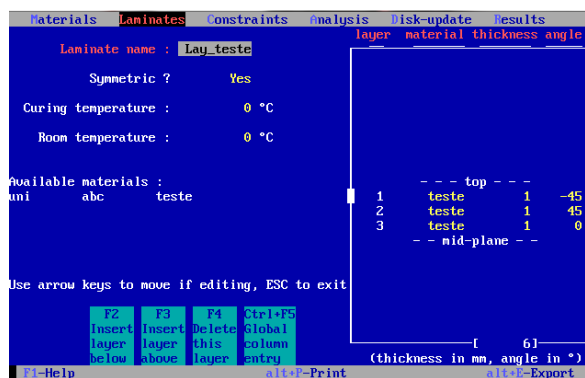 Materials Laminates Constraints Analysis Disk-update Results
layer material thickness angle
Laminate name : Lay_teste
Symmetric ? Yes
Curing temperature : 0 °C
Room temperature : 0 °C
Available materials :
uni abc teste
- - - top - - -
1 teste 1 -45
2 teste 1 45
3 teste 1 0
- - mid-plane - -
Use arrow keys to move if editing, ESC to exit
F2 F3 F4 Ctrl+F5
Insert Insert Delete Global
layer layer this column
below above layer entry
[ 6]
(thickness in mm, angle in °)
F1-Help alt+P-Print alt+E-Export